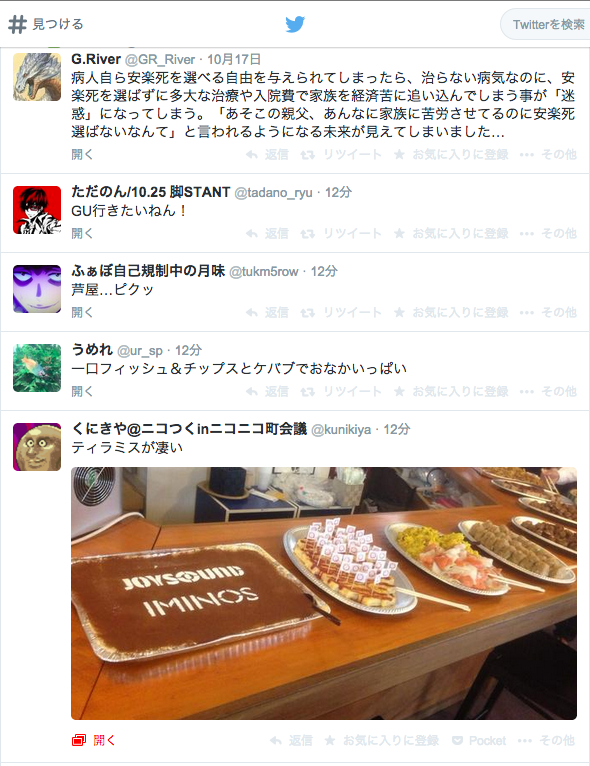 # 見つける
Twitterを検索
G.River @GR_River · 10月17日
病人自ら安楽死を選べる自由を与えられてしまったら、治らない病気なのに、安
楽死を選ばずに多大な治療や入院費で家族を経済苦に追い込んでしまう事が「迷
惑」になってしまう。「あそこの親父、あんなに家族に苦労させてるのに安楽死
選ばないなんて」と言われるようになる未来が見えてしまいました...
開く 返信 リツイート お気に入りに登録 その他
ただのん/10.25 脚STANT @tadano_ryu · 12分
GU行きたいねん！
開く 返信 リツイート お気に入りに登録 その他
ふぁぼ自己規制中の月味 @tukm5row · 12分
芦屋…ピクッ
開く 返信 リツイート お気に入りに登録 その他
うめれ @ur_sp · 12分
一口フィッシュ＆チップスとケバブでおなかいっぱい
開く 返信 リツイート お気に入りに登録 その他
くにきや@ニコつくinニコニコ町会議 @kunikiya · 12分
ティラミスが凄い
JOYSOUND
IMINOS
開く 返信 お気に入りに登録 Pocket その他